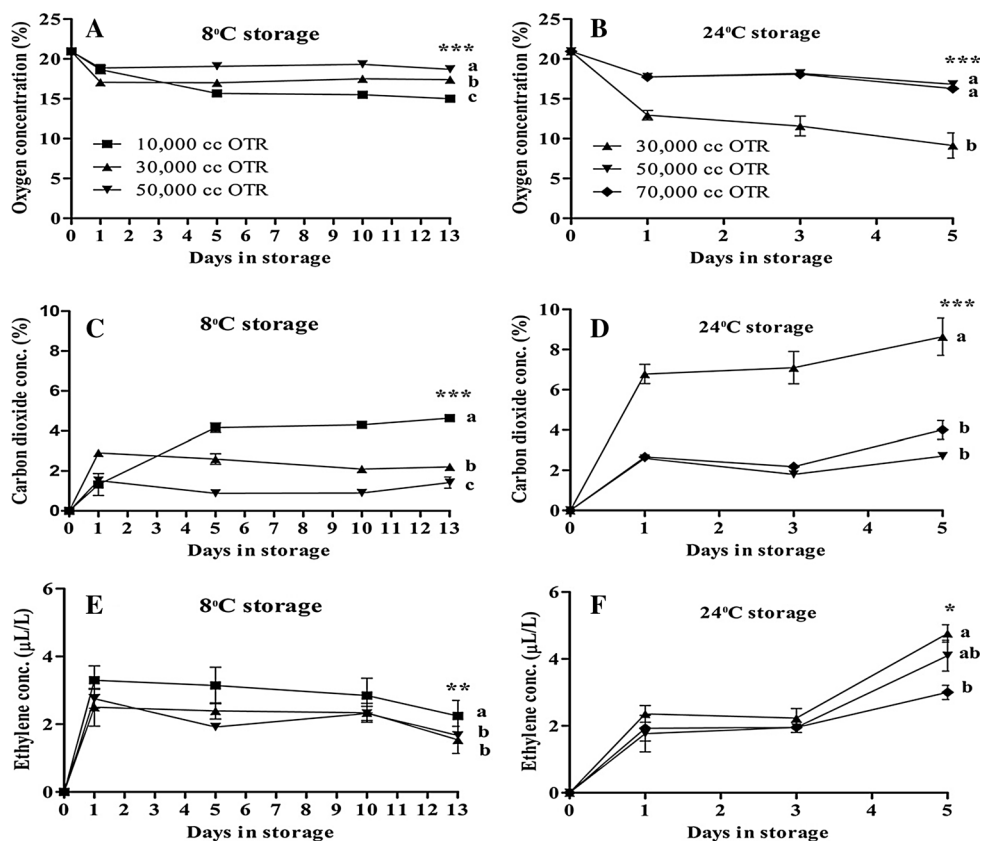 A
8ºC storage
Oxygen concentration (%)
25
20
15
10
5
0
***
a
b
c
10,000 cc OTR
30,000 cc OTR
50,000 cc OTR
0 1 2 3 4 5 6 7 8 9 10 11 12 13
Days in storage
B
24ºC storage
Oxygen concentration (%)
25
20
15
10
5
0
***
a
a
b
30,000 cc OTR
50,000 cc OTR
70,000 cc OTR
0 1 2 3 4 5
Days in storage
C
8ºC storage
Carbon dioxide conc. (%)
10
8
6
4
2
0
***
a
b
c
0 1 2 3 4 5 6 7 8 9 10 11 12 13
Days in storage
D
24ºC storage
Carbon dioxide conc. (%)
8
6
4
2
0
***
a
b
b
0 1 2 3 4 5
Days in storage
E
8ºC storage
Ethylene conc. (µL/L)
6
4
2
0
**
a
b
b
0 1 2 3 4 5 6 7 8 9 10 11 12 13
Days in storage
F
24ºC storage
Ethylene conc. (µL/L)
6
4
2
0
*
a
ab
b
0 1 2 3 4 5
Days in storage